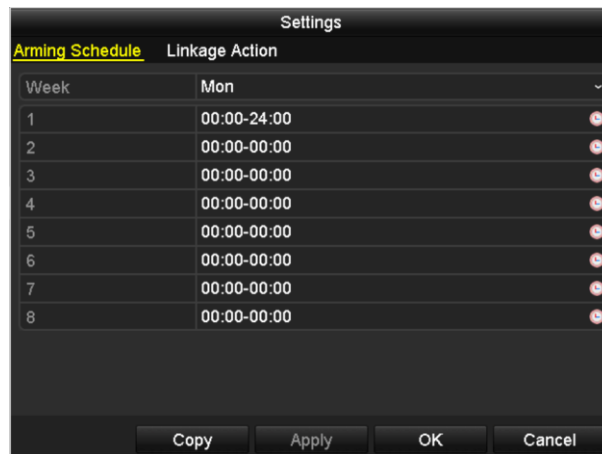 Settings
Arming Schedule Linkage Action
Week Mon
1 00:00-24:00
2 00:00-00:00
3 00:00-00:00
4 00:00-00:00
5 00:00-00:00
6 00:00-00:00
7 00:00-00:00
8 00:00-00:00
Copy Apply OK Cancel